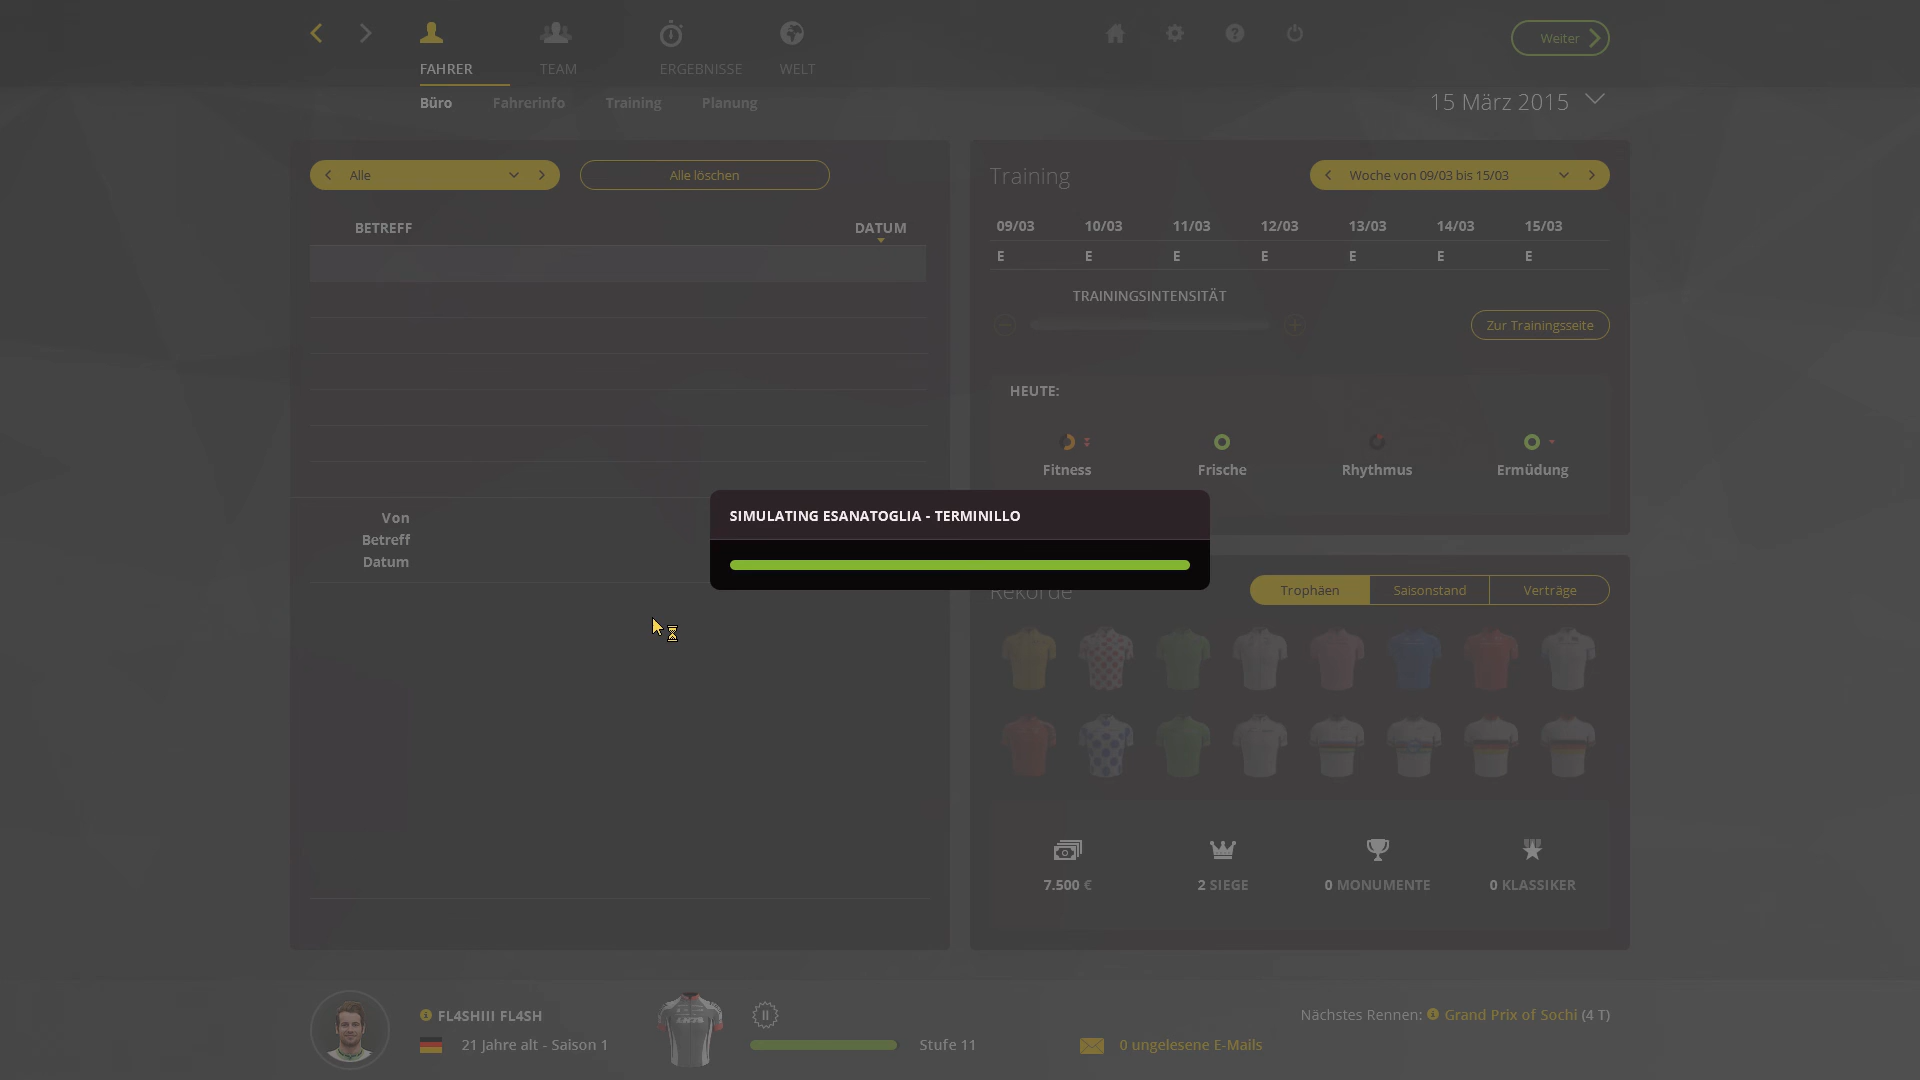 FAHRER
TEAM
ERGEBNISSE
WELT
Weiter
Büro
Fahrerinfo
Training
Planung
15 März 2015
Alle
Alle löschen
BETREFF
DATUM
Von
Betreff
Datum
Training
Woche von 09/03 bis 15/03
09/03 10/03 11/03 12/03 13/03 14/03 15/03
E E E E E E E
TRAININGSINTENSITÄT
Zur Trainingsseite
HEUTE:
Fitness
Frische
Rhythmus
Ermüdung
SIMULATING ESANATOGLIA - TERMINILLO
Rekorde
Trophäen
Saisonstand
Verträge
7.500 €
2 SIEGE
0 MONUMENTE
0 KLASSIKER
FL4SHIII FL4SH
21 Jahre alt - Saison 1
II
Stufe 11
Nächstes Rennen: Grand Prix of Sochi (4 T)
0 ungelesene E-Mails